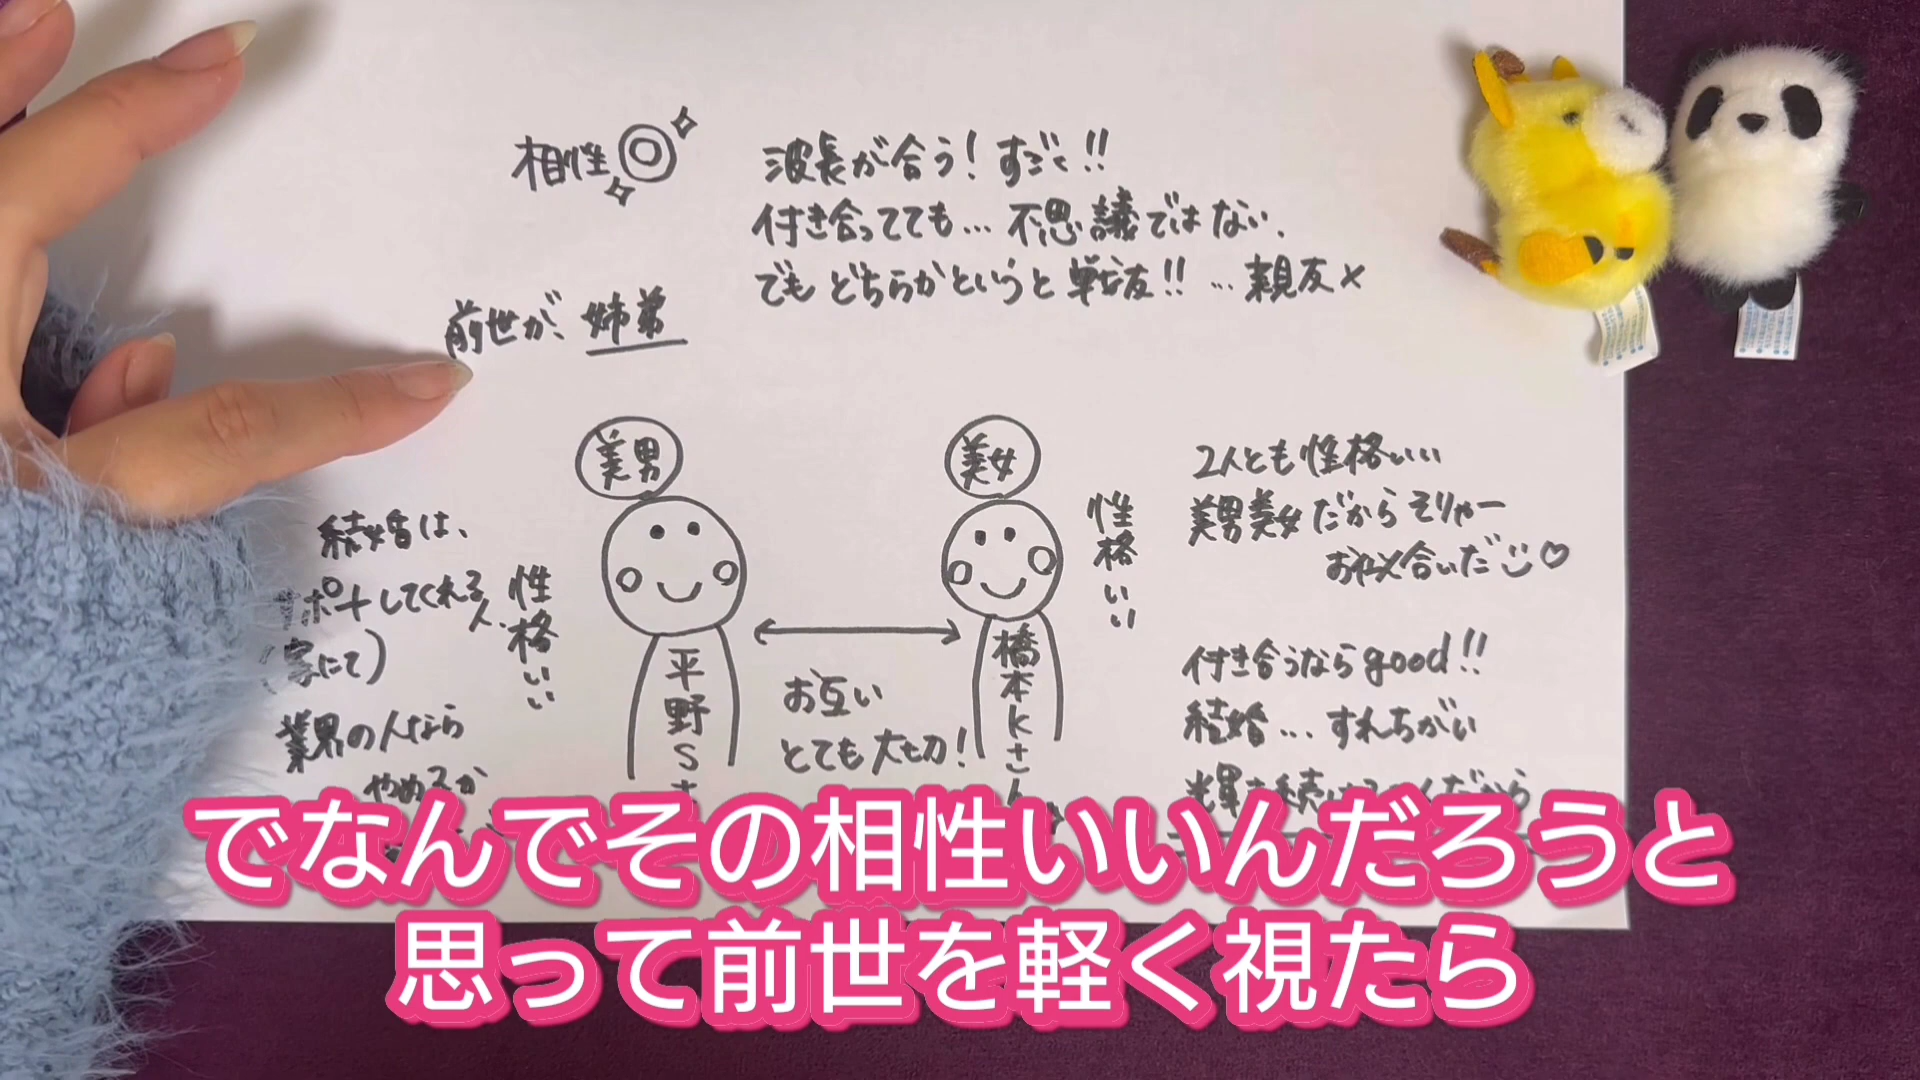 相性◎
波長が合う!すごく!!
付き合ってても…不思議ではない.
でもどちらかというと戦友!!…親友×
前世が、姉弟
美男
美女
2人とも性格いい
美男美女だからそりゃー
お似合いだ♡
結婚は、
サポートしてくれる人.
(家にて)
業界の人なら
やめるか
性格いい
性格いい
平野S
橋本kさん
お互い
とても大切!
付き合うならgood!!
結婚…すれちがい
でなんでその相性いいんだろうと
思って前世を軽く視たら